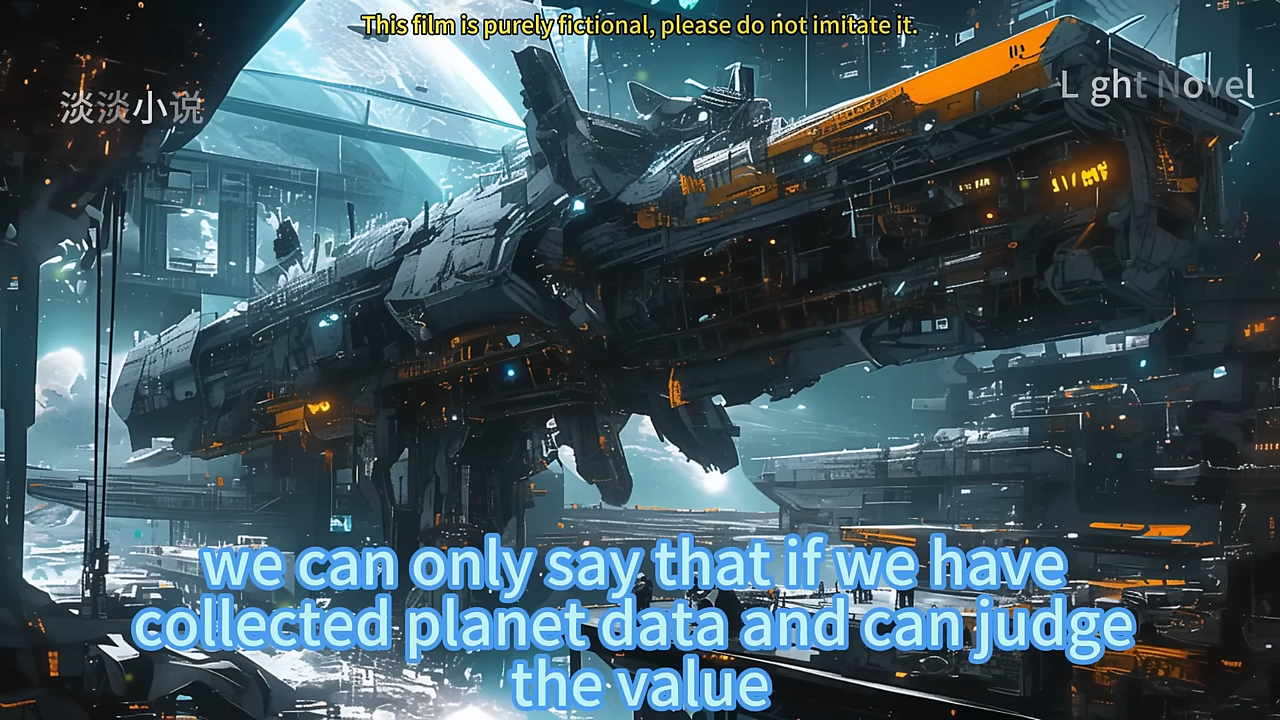 This film is purely fictional, please do not imitate it.
淡淡小说
L ght Novel
we can only say that if we have
collected planet data and can judge
the value